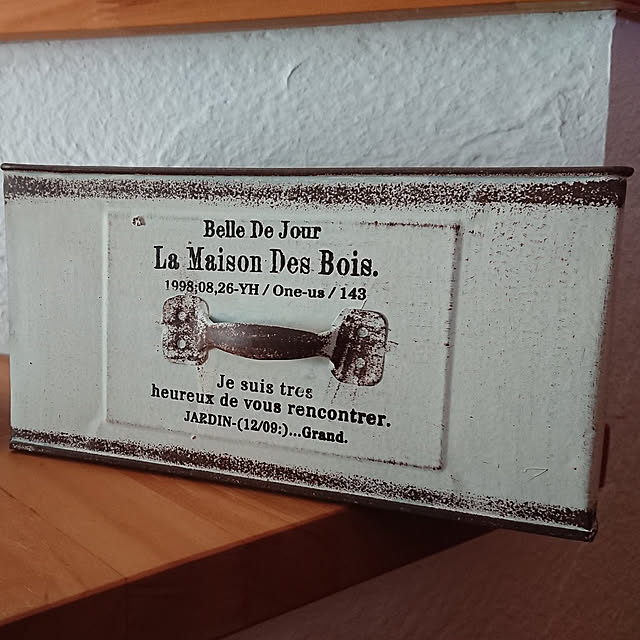 Belle De Jour
La Maison Des Bois.
1998;08,26-YH / One-us / 143
Je suis tres
heureux de vous rencontrer.
JARDIN-(12/09:)...Grand.